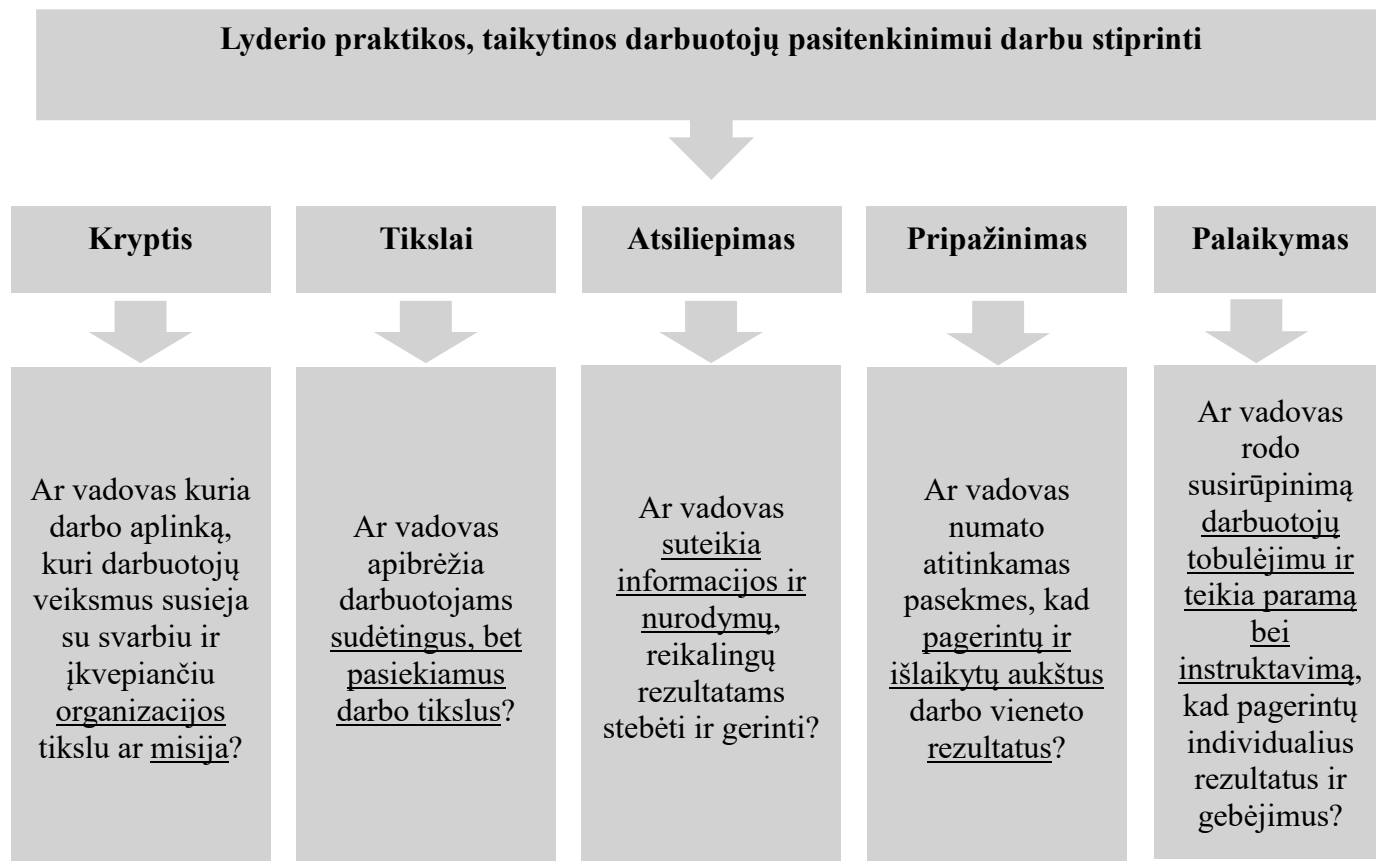 Lyderio praktikos, taikytinos darbuotojų pasitenkinimui darbu stiprinti
Kryptis
Tikslai
Atsiliepimas
Pripažinimas
Palaikymas
Ar vadovas kuria
darbo aplinką,
kuri darbuotojų
veiksmus susieja
su svarbiu ir
įkvepiančiu
organizacijos
tikslu ar misija?
Ar vadovas
apibrėžia
darbuotojams
sudėtingus, bet
pasiekiamus
darbo tikslus?
Ar vadovas
suteikia
informacijos ir
nurodymų,
reikalingų
rezultatams
stebėti ir gerinti?
Ar vadovas
numato
atitinkamas
pasekmes, kad
pagerintų ir
išlaikytų aukštus
darbo vieneto
rezultatus?
Ar vadovas
rodo
susirūpinimą
darbuotojų
tobulėjimu ir
teikia paramą
bei
instruktavimą,
kad pagerintų
individualius
rezultatus ir
gebėjimus?